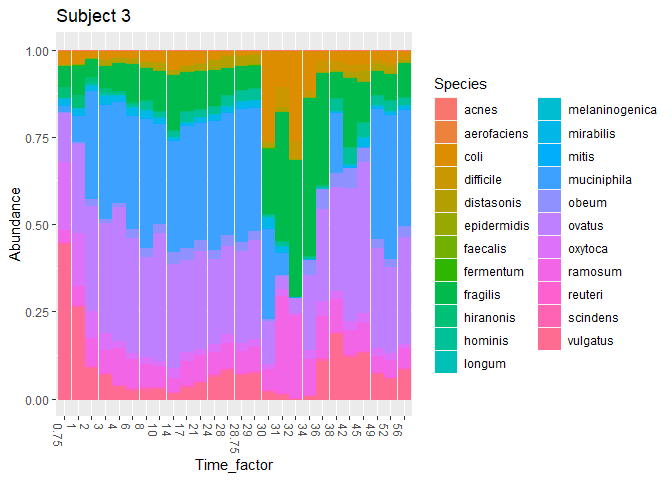 Subject 3
1.00
0.75
0.50
0.25
0.00
Abundance
0.75
1
2
3
4
6
8
10
14
17
21
24
28
28.75
29
30
31
32
34
36
38
42
45
49
52
56
Time_factor
Species
acnes
aerofaciens
coli
difficile
distasonis
epidermidis
faecalis
fermentum
fragilis
hiranonis
hominis
longum
melaninogenica
mirabilis
mitis
muciniphila
obeum
ovatus
oxytoca
ramosum
reuteri
scindens
vulgatus